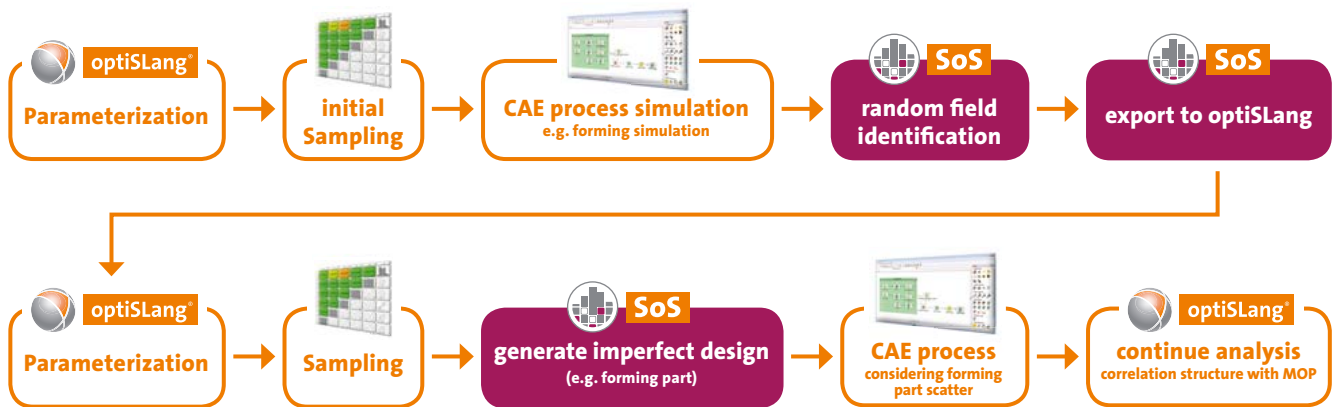 optiSLang®
Parameterization
initial
Sampling
CAE process simulation
e.g. forming simulation
SoS
random field
identification
SoS
export to optiSLang
optiSLang®
Parameterization
Sampling
SoS
generate imperfect design
(e.g. forming part)
CAE process
considering forming
part scatter
optiSLang®
continue analysis
correlation structure with MOP